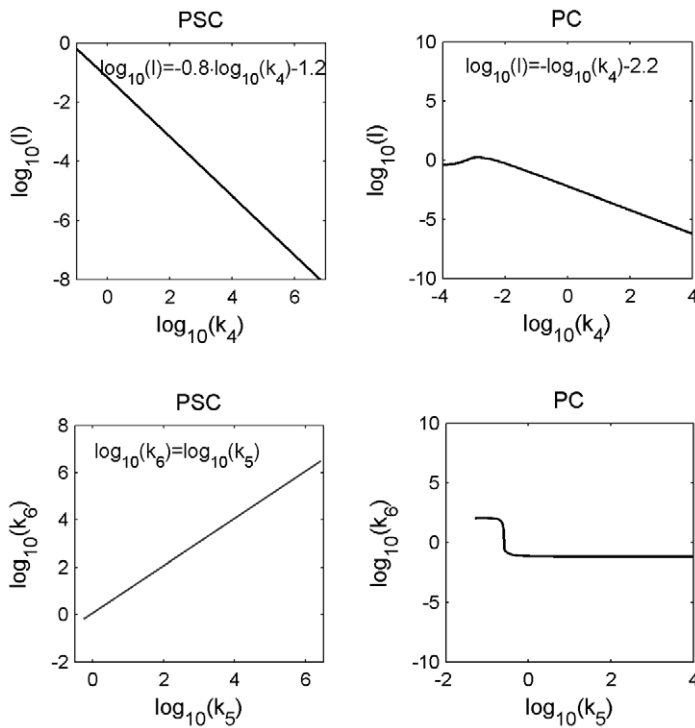 PSC
log₁₀(I)=-0.8·log₁₀(k₄)-1.2
0
-2
-4
-6
-8
log₁₀(I)
0 2 4 6
log₁₀(k₄)
PC
log₁₀(I)=-log₁₀(k₄)-2.2
10
5
0
-5
-10
log₁₀(I)
-4 -2 0 2 4
log₁₀(k₄)
PSC
log₁₀(k₆)=log₁₀(k₅)
8
6
4
2
0
-2
log₁₀(k₆)
0 2 4 6
log₁₀(k₅)
PC
10
5
0
-5
-10
log₁₀(k₆)
-2 0 2 4
log₁₀(k₅)